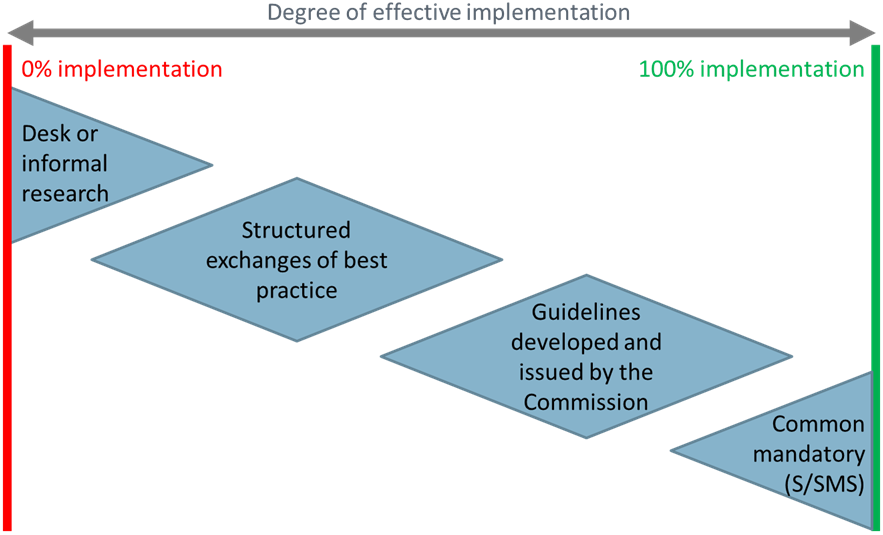 Degree of effective implementation
0% implementation
100% implementation
Desk or
informal
research
Structured
exchanges of best
practice
Guidelines
developed and
issued by the
Commission
Common
mandatory
(S/SMS)